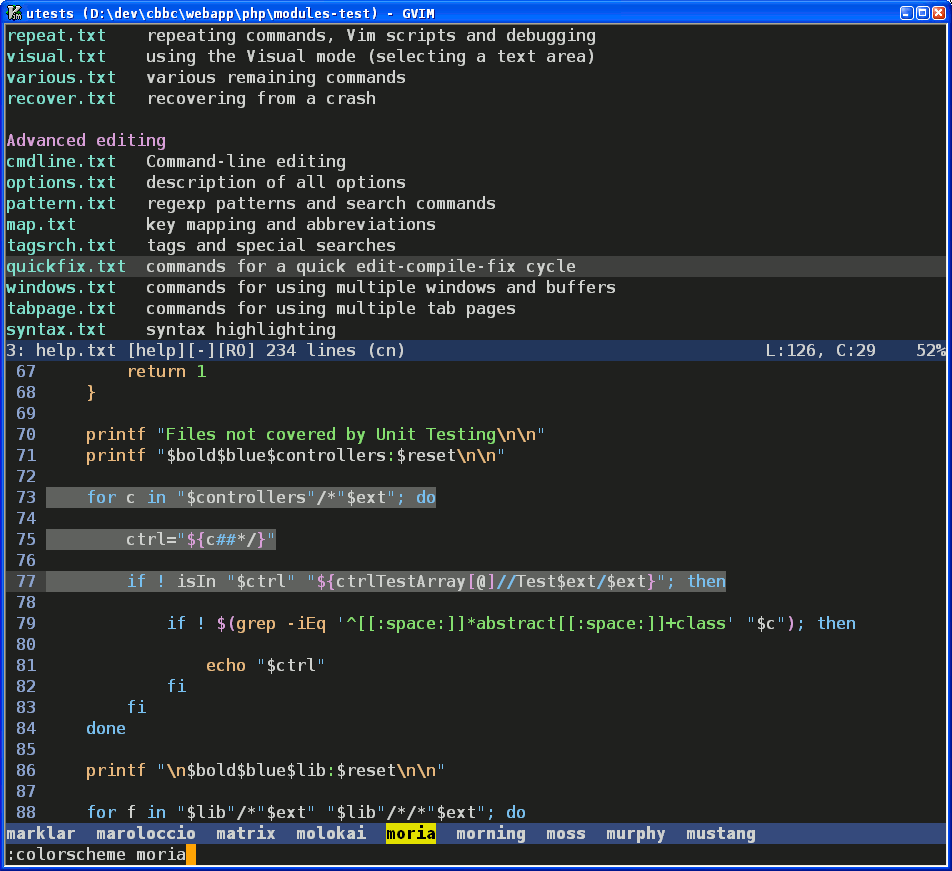 utests (D:\dev\cbbc\webapp\php\modules-test) - GVIM
repeat.txt   repeating commands, Vim scripts and debugging
visual.txt   using the Visual mode (selecting a text area)
various.txt   various remaining commands
recover.txt   recovering from a crash
Advanced editing
cmdline.txt   Command-line editing
options.txt   description of all options
pattern.txt   regexp patterns and search commands
map.txt   key mapping and abbreviations
tagsrch.txt   tags and special searches
quickfix.txt  commands for a quick edit-compile-fix cycle
windows.txt   commands for using multiple windows and buffers
tabpage.txt   commands for using multiple tab pages
syntax.txt   syntax highlighting
3: help.txt [help][-][RO] 234 lines (cn)   L:126, C:29   52%
67         return 1
68     }
69
70     printf "Files not covered by Unit Testing\n\n"
71     printf "$bold$blue$controllers:$reset\n\n"
72
73     for c in "$controllers"/*"$ext"; do
74
75         ctrl="${c##*/}"
76
77         if ! isIn "$ctrl" "${ctrlTestArray[@]//Test$ext/$ext}"; then
78
79             if ! $(grep -iEq '^[[:space:]]*abstract[[:space:]]+class' "$c"); then
80
81                 echo "$ctrl"
82             fi
83         fi
84     done
85
86     printf "\n$bold$blue$lib:$reset\n\n"
87
88     for f in "$lib"/*"$ext" "$lib"/*/*"$ext"; do
marklar  maroloccio  matrix  molokai  moria  morning  moss  murphy  mustang
:colorscheme moria